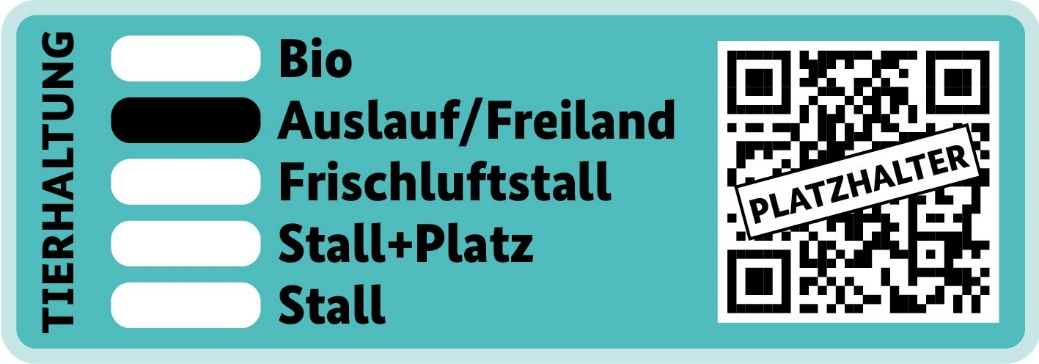 TIERHALTUNG
Bio
Auslauf/Freiland
Frischluftstall
Stall+Platz
Stall
PLATZHALTER